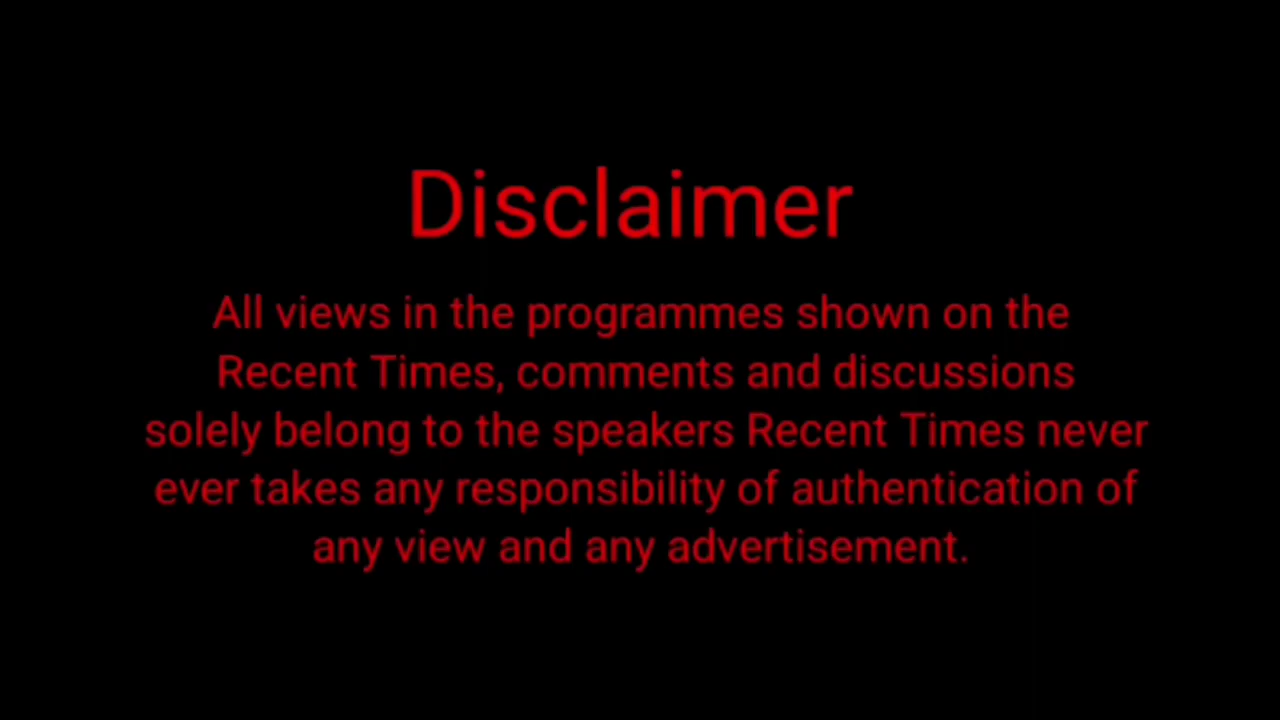 Disclaimer
All views in the programmes shown on the
Recent Times, comments and discussions
solely belong to the speakers Recent Times never
ever takes any responsibility of authentication of
any view and any advertisement.